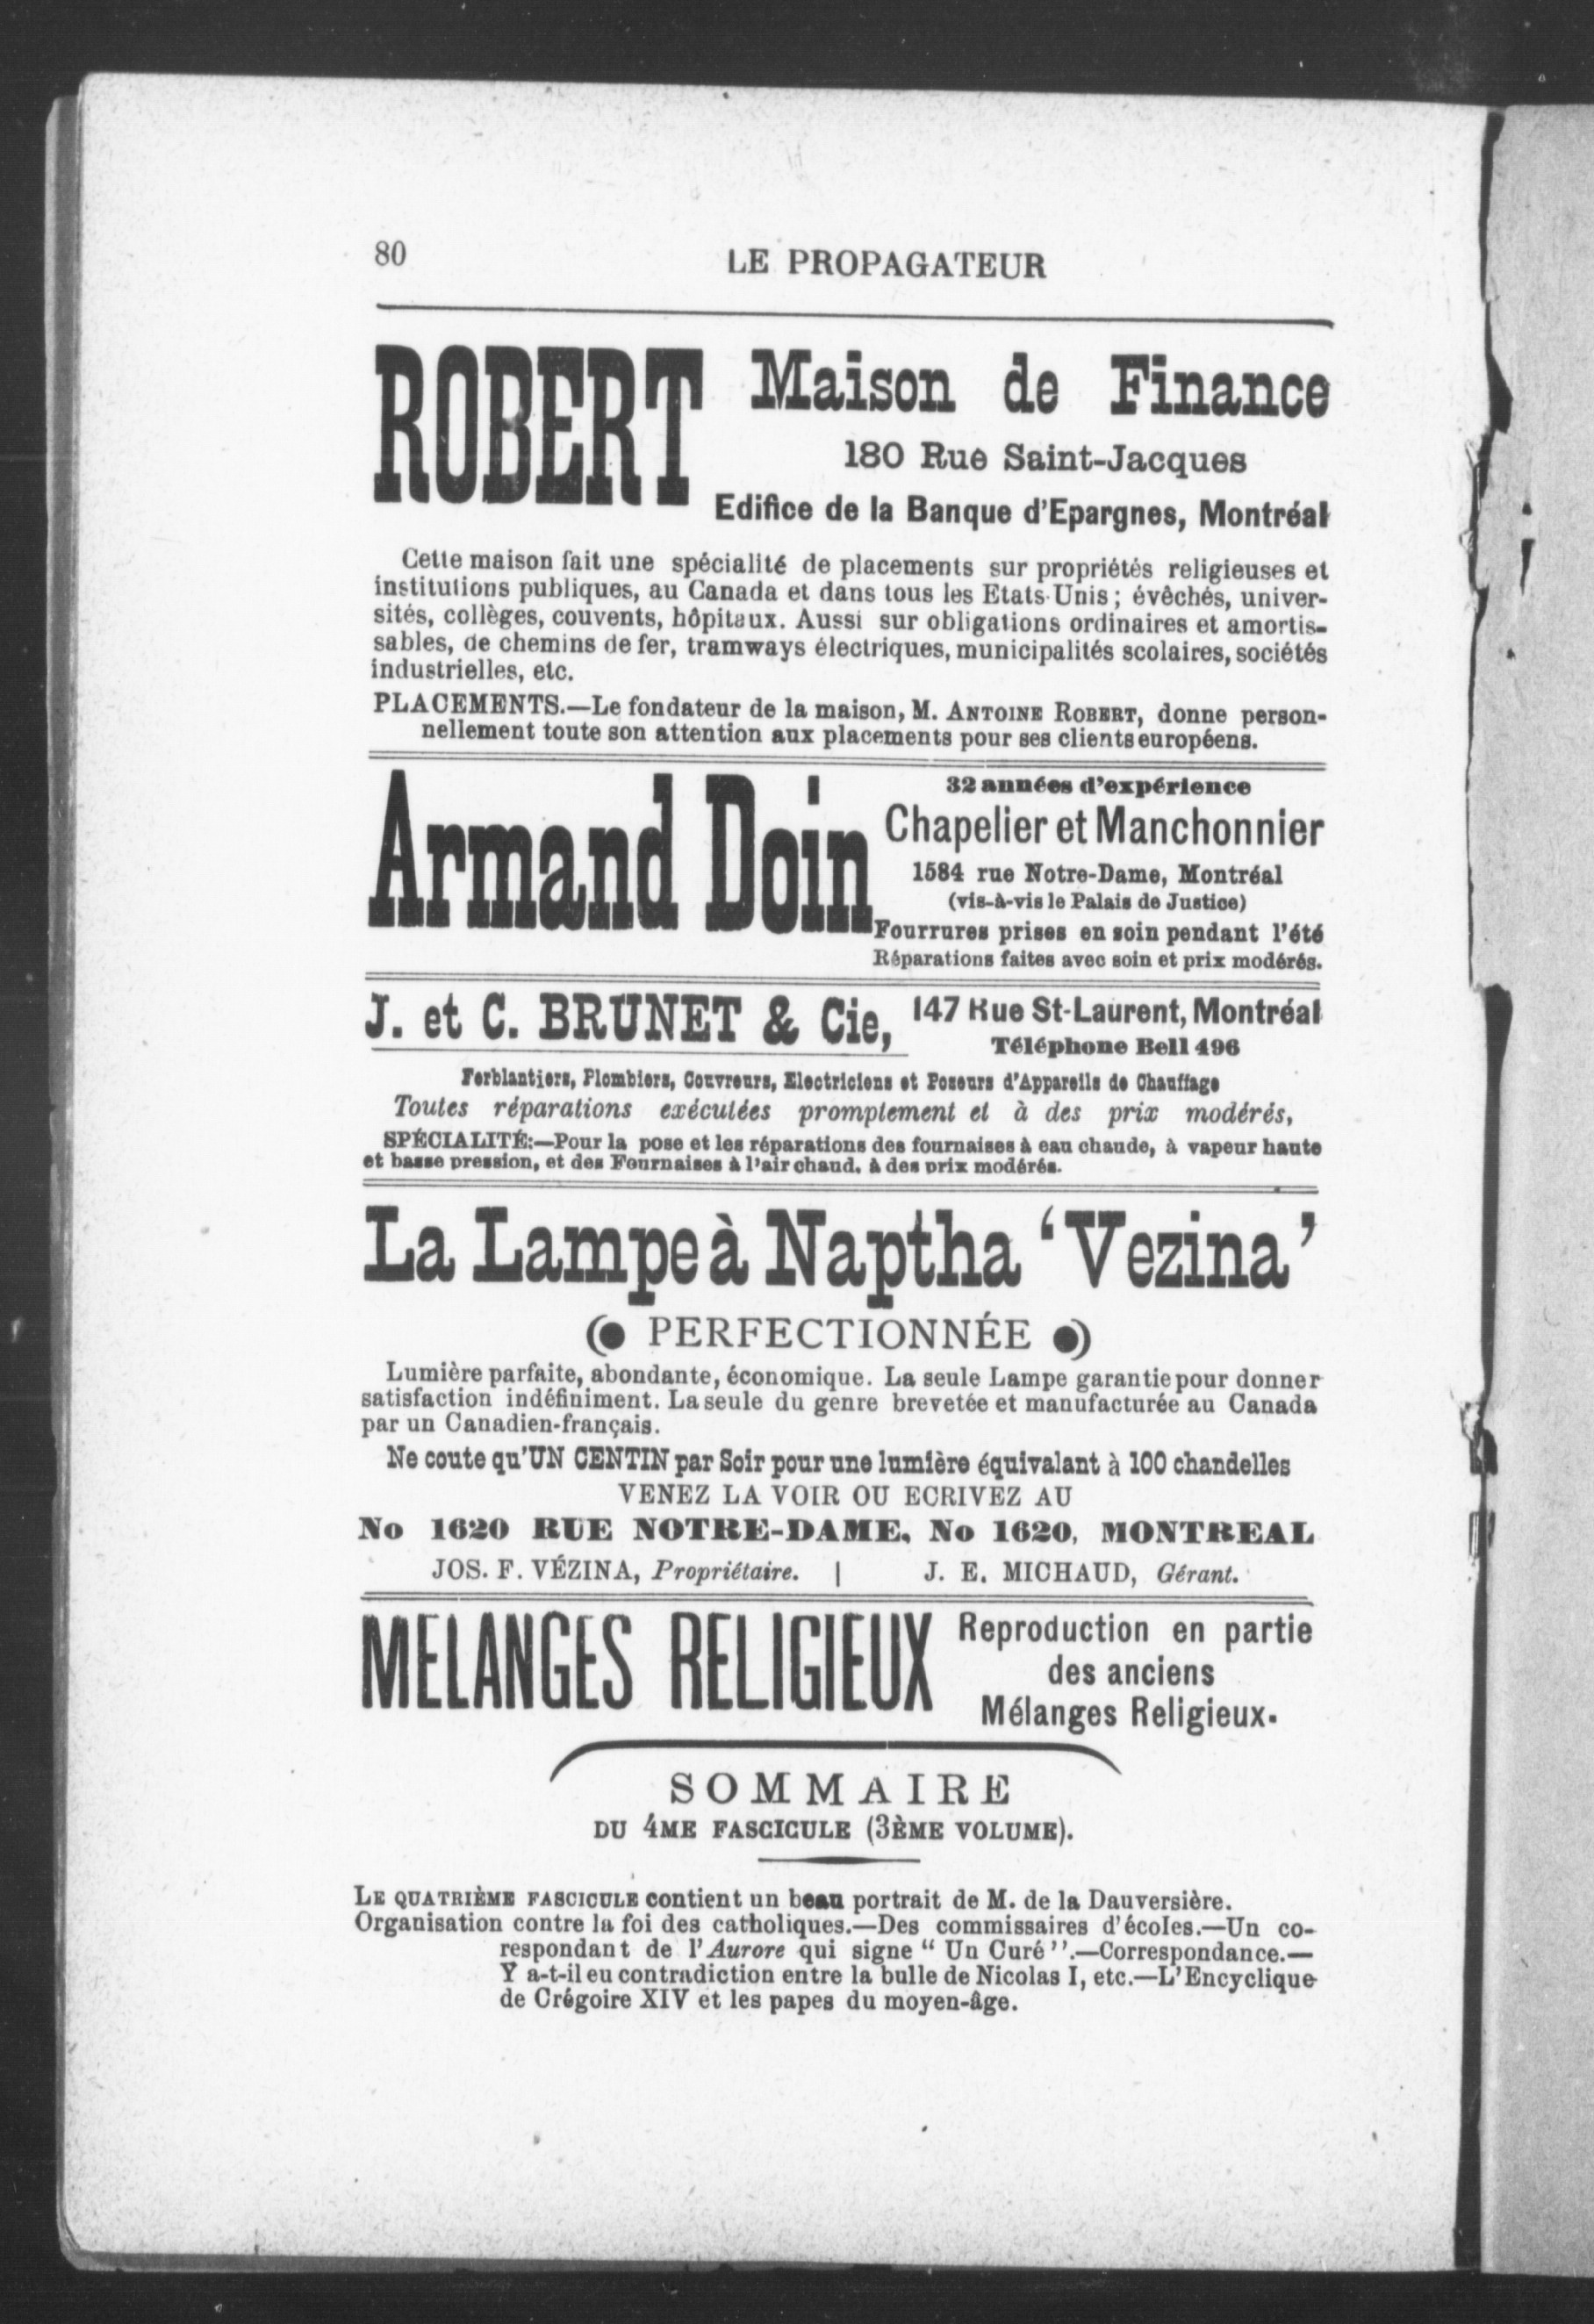 80
LE PROPAGATEUR
ROBERT
Maison de Finance
180 Rue Saint-Jacques
Edifice de la Banque d'Epargnes, Montréal
Cette maison fait une spécialité de placements sur propriétés religieuses et
institutions publiques, au Canada et dans tous les Etats-Unis ; évêchés, univer-
sités, collèges, couvents, hôpitaux. Aussi sur obligations ordinaires et amortis-
sables, de chemins de fer, tramways électriques, municipalités scolaires, sociétés
industrielles, etc.
PLACEMENTS.—Le fondateur de la maison, M. ANTOINE ROBERT, donne person-
nellement toute son attention aux placements pour ses clients européens.
Armand Doin
32 années d'expérience
Chapelier et Manchonnier
1584 rue Notre-Dame, Montréal
(vis-à-vis le Palais de Justice)
Fourrures prises en soin pendant l'été
Réparations faites avec soin et prix modérés.
J. et C. BRUNET & Cie,
147 Rue St-Laurent, Montréal
Téléphone Bell 496
Ferblantiers, Plombiers, Couvreurs, Electriciens et Poseurs d'Appareils de Chauffage
Toutes réparations exécutées promptement et à des prix modérés,
SPÉCIALITÉ:—Pour la pose et les réparations des fournaises à eau chaude, à vapeur haute
et basse pression, et des Fournaises à l'air chaud, à des prix modérés.
La Lampe à Naptha 'Vezina'
(● PERFECTIONNÉE ●)
Lumière parfaite, abondante, économique. La seule Lampe garantie pour donner
satisfaction indéfiniment. La seule du genre brevetée et manufacturée au Canada
par un Canadien-français.
Ne coute qu'UN CENTIN par Soir pour une lumière équivalant à 100 chandelles
VENEZ LA VOIR OU ECRIVEZ AU
No 1620 RUE NOTRE-DAME, No 1620, MONTREAL
JOS. F. VÉZINA, Propriétaire. | J. E. MICHAUD, Gérant.
MELANGES RELIGIEUX
Reproduction en partie
des anciens
Mélanges Religieux.
SOMMAIRE
DU 4ME FASCICULE (3ÈME VOLUME).
LE QUATRIÈME FASCICULE contient un beau portrait de M. de la Dauversière.
Organisation contre la foi des catholiques.—Des commissaires d'écoles.—Un co-
respondant de l'Aurore qui signe “ Un Curé ”.—Correspondance.—
Y a-t-il eu contradiction entre la bulle de Nicolas I, etc.—L'Encyclique
de Grégoire XIV et les papes du moyen-âge.